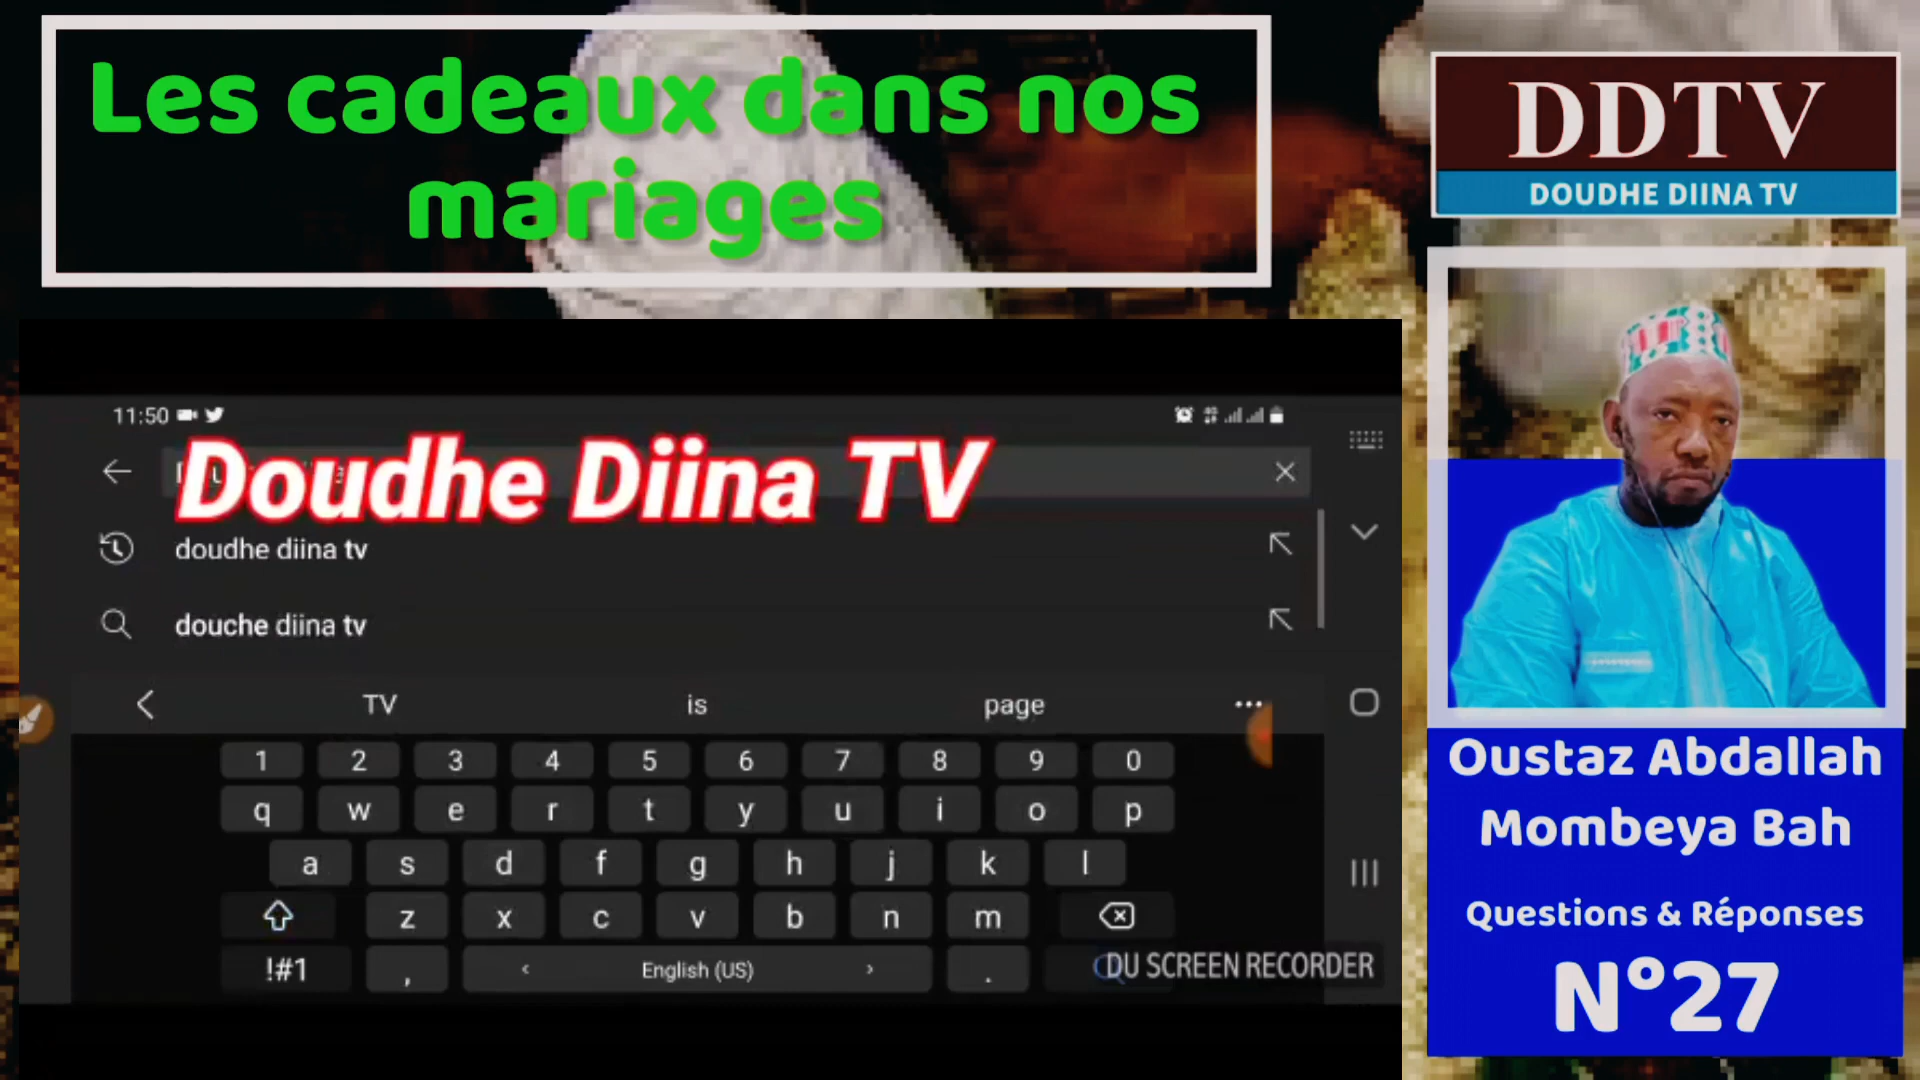 Les cadeaux dans nos
mariages
DDTV
DOUDHE DIINA TV
11:50
Doudhe Diina TV
doudhe diina tv
douche diina tv
TV is page
1 2 3 4 5 6 7 8 9 0
q w e r t y u i o p
a s d f g h j k l
z x c v b n m
!#1 , < English (US) > .
DU SCREEN RECORDER
Oustaz Abdallah
Mombeya Bah
Questions & Réponses
N°27